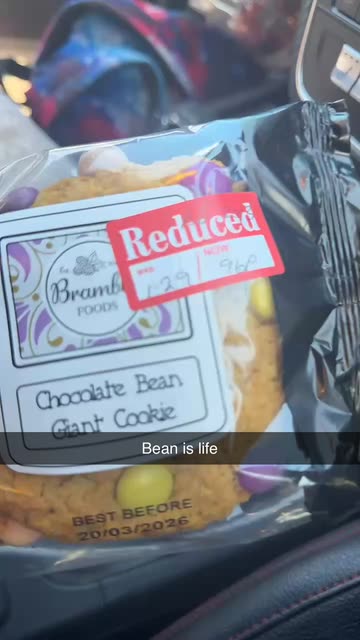 Reduced
WAS
NOW
1.29
96p
The
Bramb
FOODS
Chocolate Bean
Giant Cookie
Bean is life
BEST BEFORE
20/03/2026